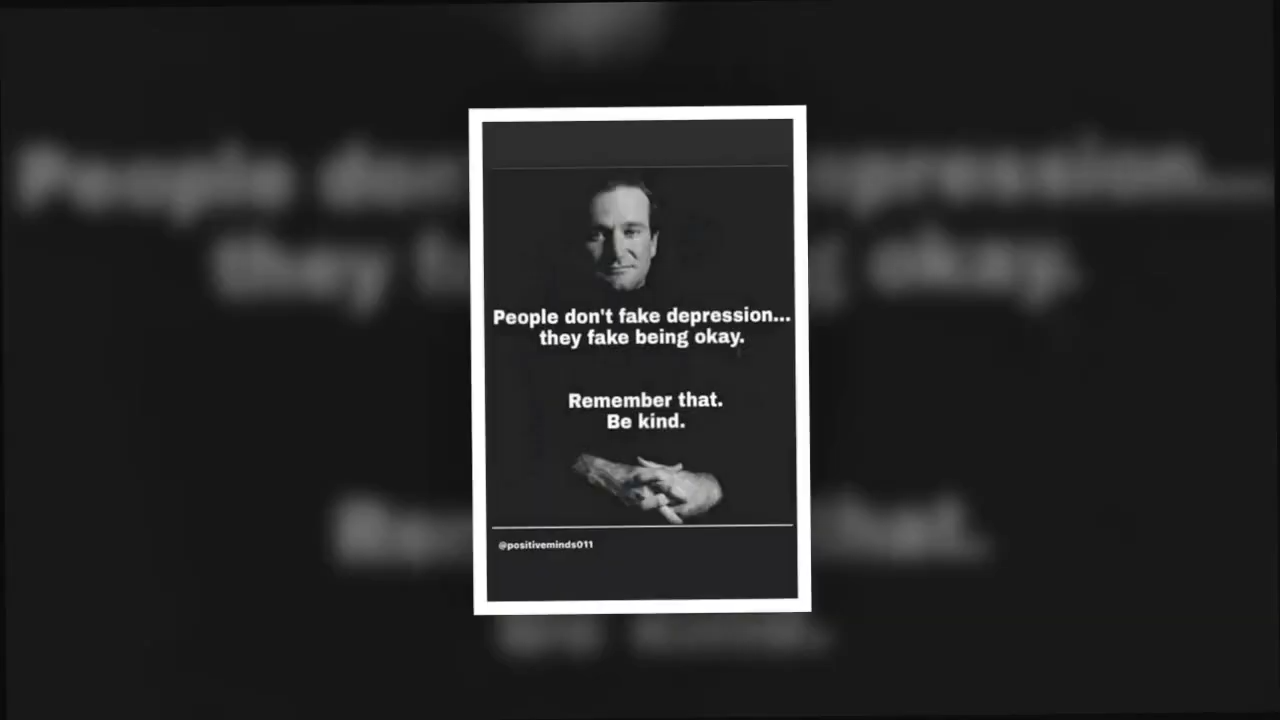 People don't fake depression...
they fake being okay.
Remember that.
Be kind.
@positiveminds011